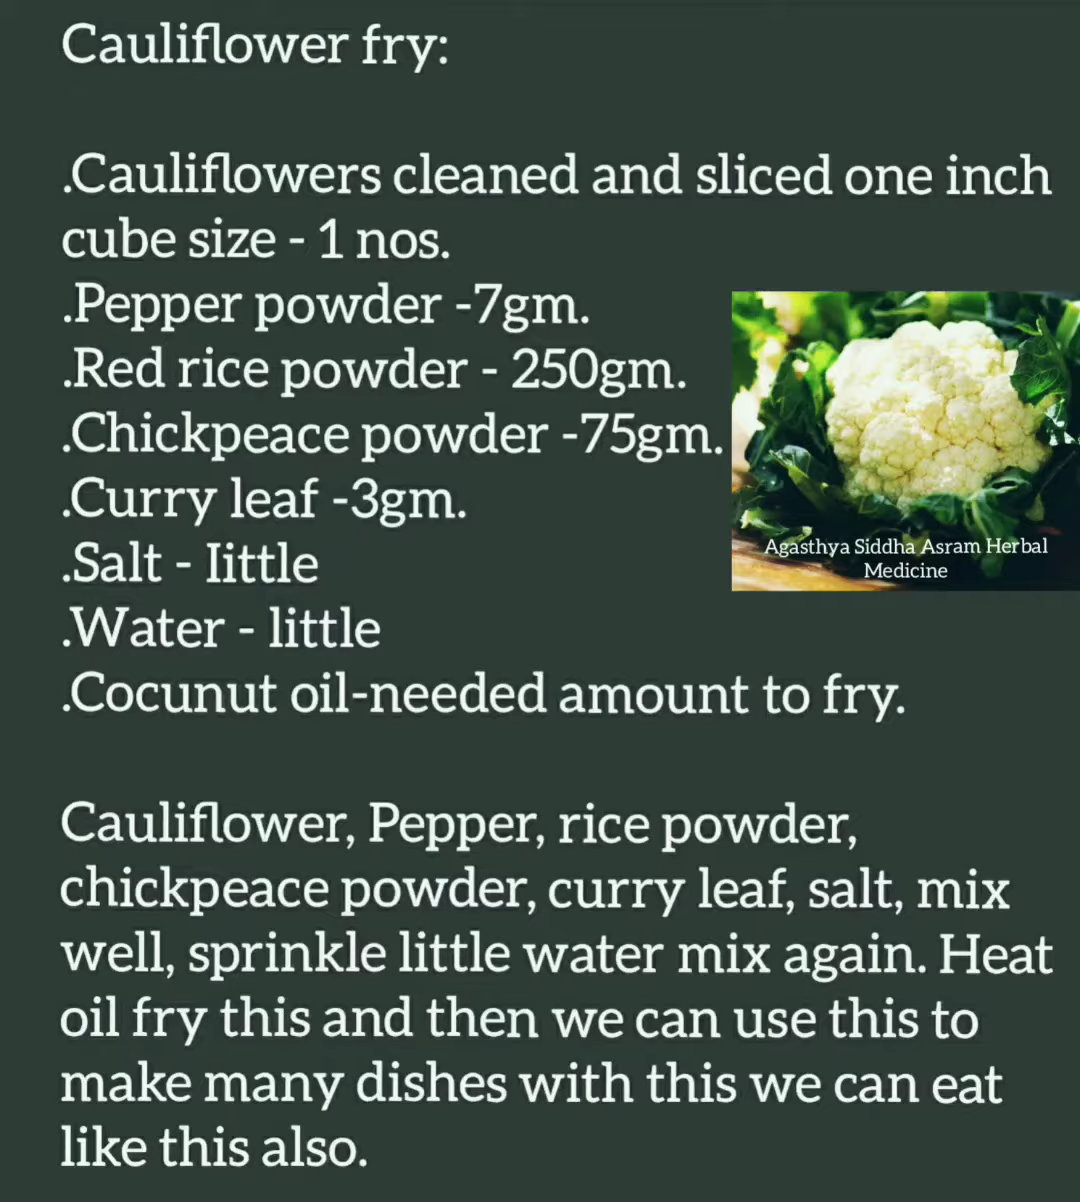 Cauliflower fry:
.Cauliflowers cleaned and sliced one inch
cube size - 1 nos.
.Pepper powder -7gm.
.Red rice powder - 250gm.
.Chickpeace powder -75gm.
.Curry leaf -3gm.
.Salt - Iittle
.Water - little
.Cocunut oil-needed amount to fry.
Agasthya Siddha Asram Herbal
Medicine
Cauliflower, Pepper, rice powder,
chickpeace powder, curry leaf, salt, mix
well, sprinkle little water mix again. Heat
oil fry this and then we can use this to
make many dishes with this we can eat
like this also.